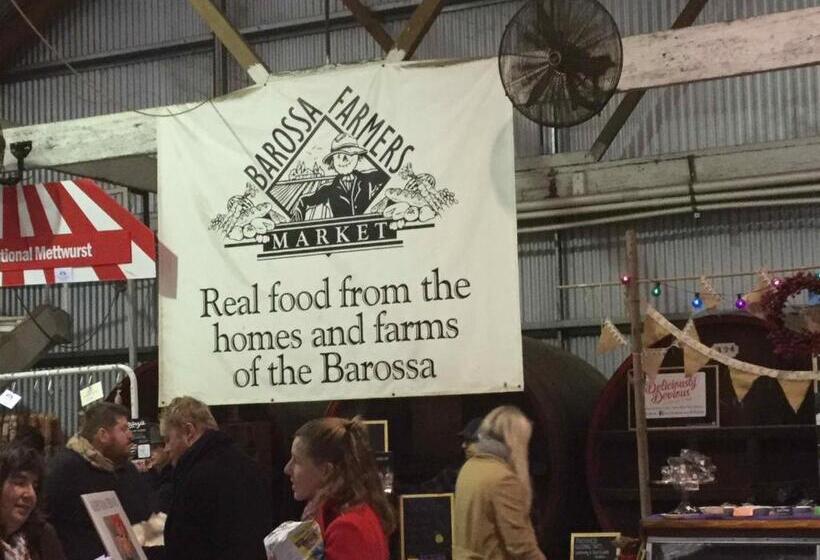 BAROSSA FARMERS
MARKET
Real food from the
homes and farms
of the Barossa
tional Mettwurst
Deliciously
Devious